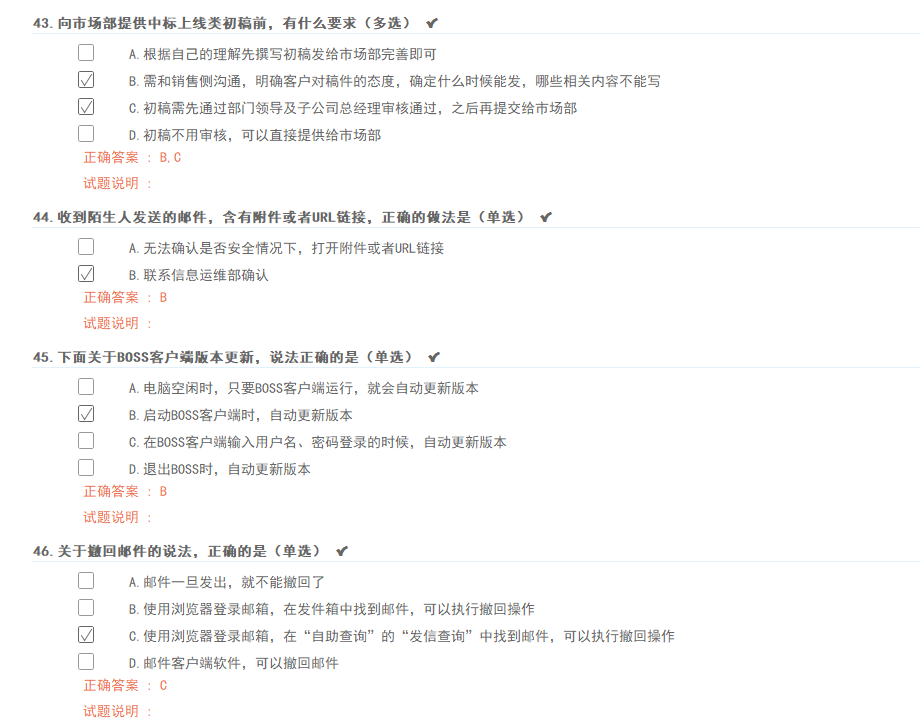 43. 向市场部提供中标上线类初稿前，有什么要求（多选） ✔
A. 根据自己的理解先撰写初稿发给市场部完善即可
B. 需和销售侧沟通，明确客户对稿件的态度，确定什么时候能发，哪些相关内容不能写
C. 初稿需先通过部门领导及子公司总经理审核通过，之后再提交给市场部
D. 初稿不用审核，可以直接提供给市场部
正确答案 ： B,C
试题说明 ：
44. 收到陌生人发送的邮件，含有附件或者URL链接，正确的做法是（单选） ✔
A. 无法确认是否安全情况下，打开附件或者URL链接
B. 联系信息运维部确认
正确答案 ： B
试题说明 ：
45. 下面关于BOSS客户端版本更新，说法正确的是（单选） ✔
A. 电脑空闲时，只要BOSS客户端运行，就会自动更新版本
B. 启动BOSS客户端时，自动更新版本
C. 在BOSS客户端输入用户名、密码登录的时候，自动更新版本
D. 退出BOSS时，自动更新版本
正确答案 ： B
试题说明 ：
46. 关于撤回邮件的说法，正确的是（单选） ✔
A. 邮件一旦发出，就不能撤回了
B. 使用浏览器登录邮箱，在发件箱中找到邮件，可以执行撤回操作
C. 使用浏览器登录邮箱，在“自助查询”的“发信查询”中找到邮件，可以执行撤回操作
D. 邮件客户端软件，可以撤回邮件
正确答案 ： C
试题说明 ：